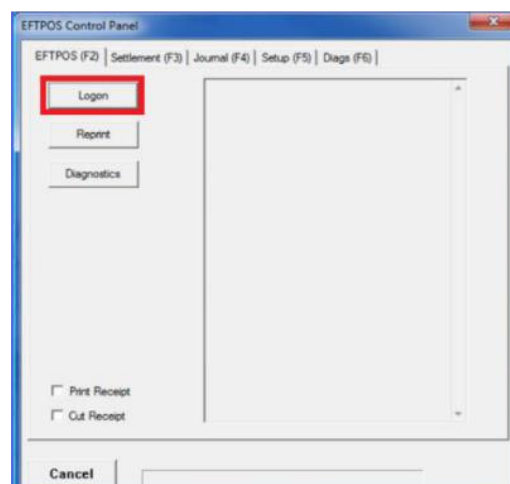 EFTPOS Control Panel
EFTPOS (F2) Settlement (F3) Journal (F4) Setup (F5) Diags (F6)
Logon
Reprint
Diagnostics
Print Receipt
Cut Receipt
Cancel